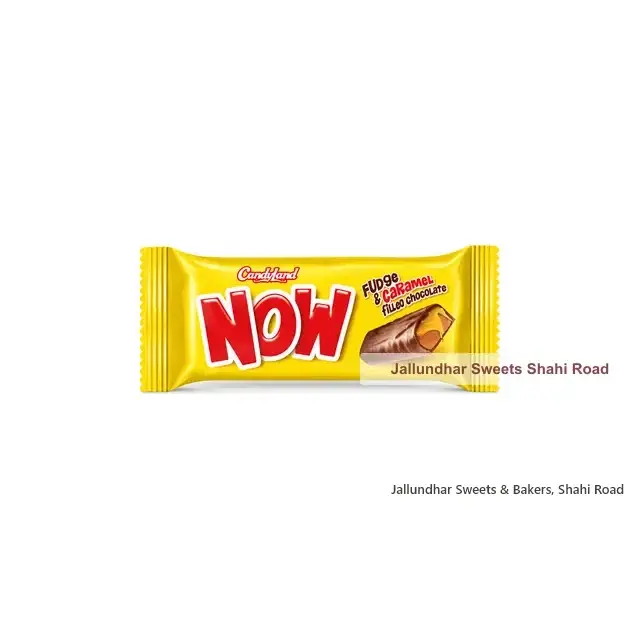 CandyLand
NOW
FUDGe
& CaRaMeL
filled chocolate
Jallundhar Sweets Shahi Road
Jallundhar Sweets & Bakers, Shahi Road